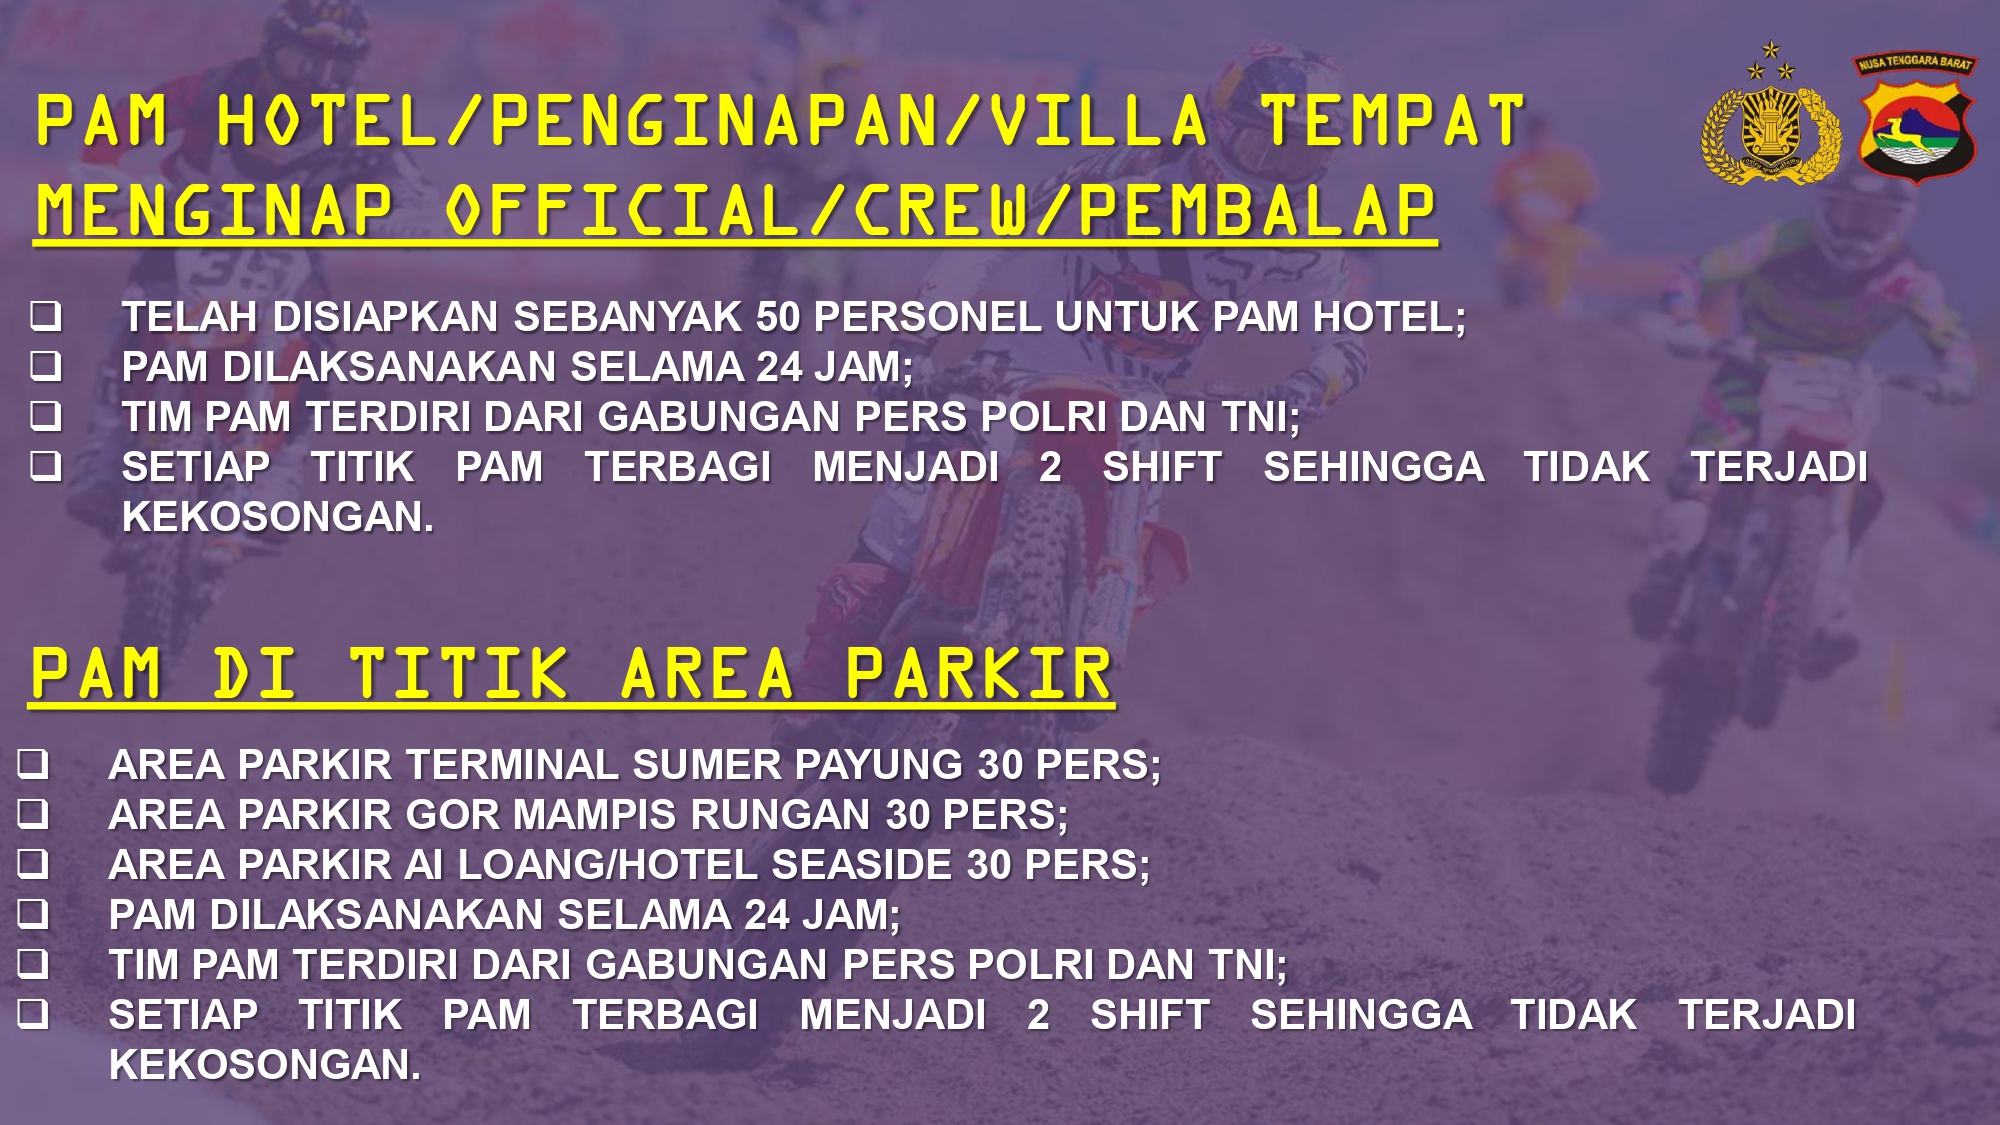 NUSA TENGGARA BARAT
PAM HOTEL/PENGINAPAN/VILLA TEMPAT
MENGINAP OFFICIAL/CREW/PEMBALAP
TELAH DISIAPKAN SEBANYAK 50 PERSONEL UNTUK PAM HOTEL;
PAM DILAKSANAKAN SELAMA 24 JAM;
TIM PAM TERDIRI DARI GABUNGAN PERS POLRI DAN TNI;
SETIAP TITIK PAM TERBAGI MENJADI 2 SHIFT SEHINGGA TIDAK TERJADI
KEKOSONGAN.
PAM DI TITIK AREA PARKIR
AREA PARKIR TERMINAL SUMER PAYUNG 30 PERS;
AREA PARKIR GOR MAMPIS RUNGAN 30 PERS;
AREA PARKIR AI LOANG/HOTEL SEASIDE 30 PERS;
PAM DILAKSANAKAN SELAMA 24 JAM;
TIM PAM TERDIRI DARI GABUNGAN PERS POLRI DAN TNI;
SETIAP TITIK PAM TERBAGI MENJADI 2 SHIFT SEHINGGA TIDAK TERJADI
KEKOSONGAN.